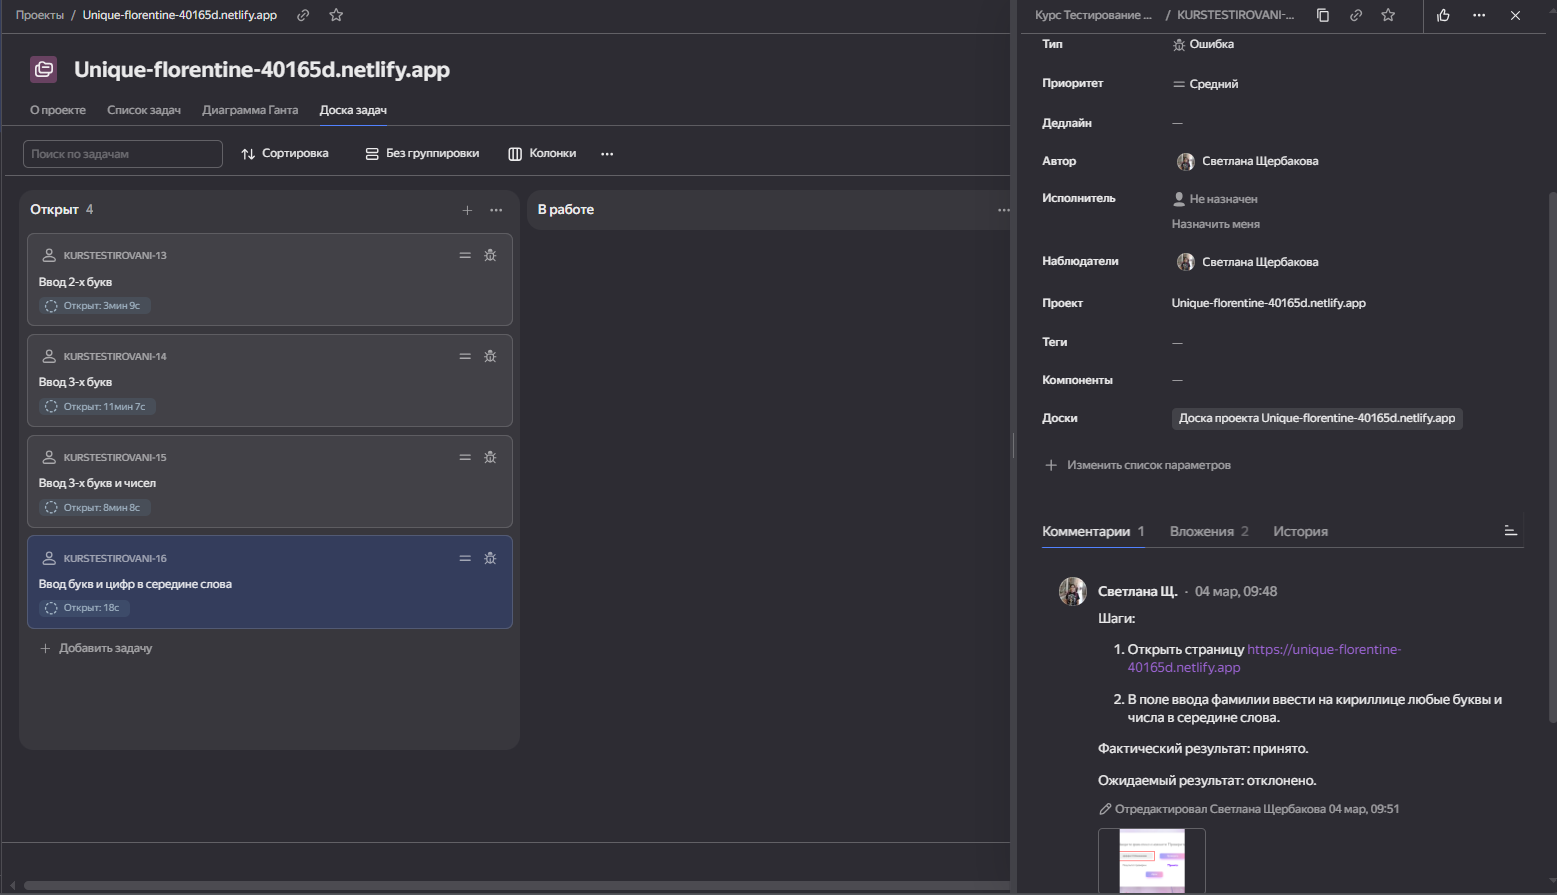 Проекты / Unique-florentine-40165d.netlify.app
Unique-florentine-40165d.netlify.app
О проекте Список задач Диаграмма Ганта Доска задач
Поиск по задачам Сортировка Без группировки Колонки
Открыт 4
KURSTESTIROVANI-13
Ввод 2-х букв
Открыт: 3мин 9с
KURSTESTIROVANI-14
Ввод 3-х букв
Открыт: 11мин 7с
KURSTESTIROVANI-15
Ввод 3-х букв и чисел
Открыт: 8мин 8с
KURSTESTIROVANI-16
Ввод букв и цифр в середине слова
Открыт: 18с
+ Добавить задачу
В работе
Курс Тестирование ... / KURSTESTIROVANI-...
Тип Ошибка
Приоритет Средний
Дедлайн —
Автор Светлана Щербакова
Исполнитель Не назначен
Назначить меня
Наблюдатели Светлана Щербакова
Проект Unique-florentine-40165d.netlify.app
Теги —
Компоненты —
Доски Доска проекта Unique-florentine-40165d.netlify.app
+ Изменить список параметров
Комментарии 1 Вложения 2 История
Светлана Щ. · 04 мар, 09:48
Шаги:
1. Открыть страницу https://unique-florentine-
40165d.netlify.app
2. В поле ввода фамилии ввести на кириллице любые буквы и
числа в середине слова.
Фактический результат: принято.
Ожидаемый результат: отклонено.
Отредактировал Светлана Щербакова 04 мар, 09:51